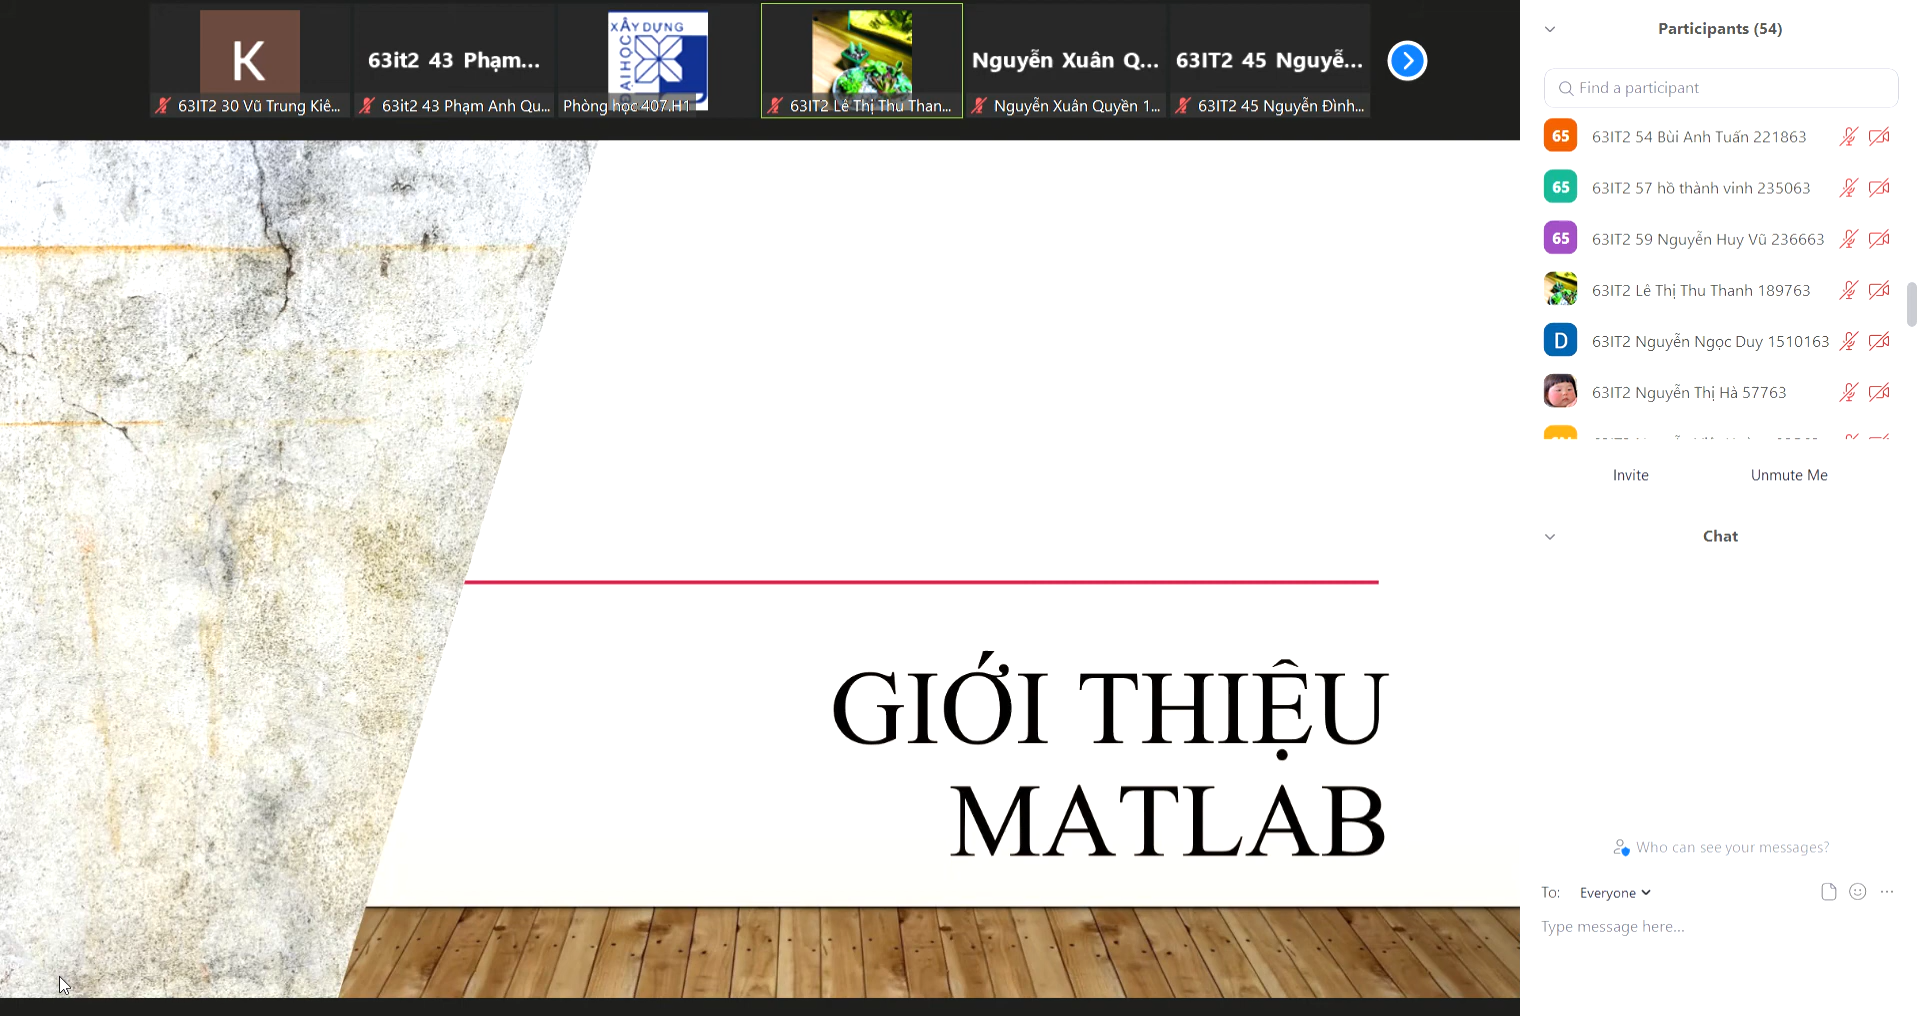 K
63it2 43 Phạm...
XÂY DỰNG
ĐẠI HỌC
Nguyễn Xuân Q...
63IT2 45 Nguyễ...
63IT2 30 Vũ Trung Kiê...
63it2 43 Phạm Anh Qu...
Phòng học 407.H1
63IT2 Lê Thị Thu Than...
Nguyễn Xuân Quyền 1...
63IT2 45 Nguyễn Đình...
GIỚI THIỆU
MATLAB
Participants (54)
Find a participant
65 63IT2 54 Bùi Anh Tuấn 221863
65 63IT2 57 hồ thành vinh 235063
65 63IT2 59 Nguyễn Huy Vũ 236663
63IT2 Lê Thị Thu Thanh 189763
D 63IT2 Nguyễn Ngọc Duy 1510163
63IT2 Nguyễn Thị Hà 57763
Invite
Unmute Me
Chat
Who can see your messages?
To: Everyone
Type message here...